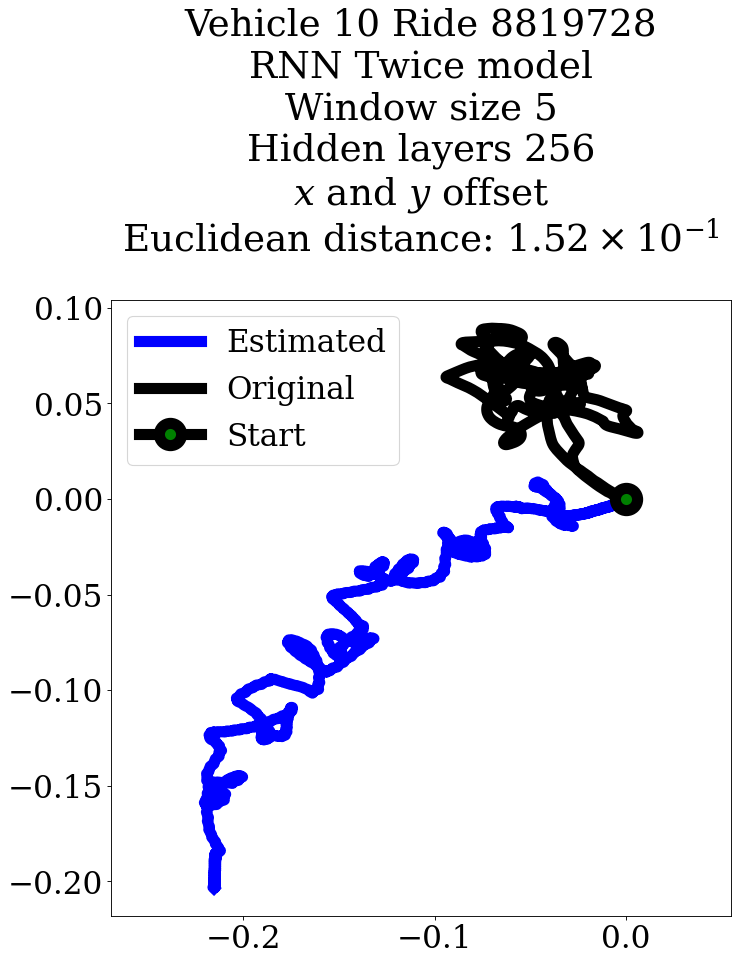 Vehicle 10 Ride 8819728
RNN Twice model
Window size 5
Hidden layers 256
x and y offset
Euclidean distance: 1.52 × 10⁻¹
Estimated
Original
Start
0.10
0.05
0.00
−0.05
−0.10
−0.15
−0.20
−0.2 −0.1 0.0